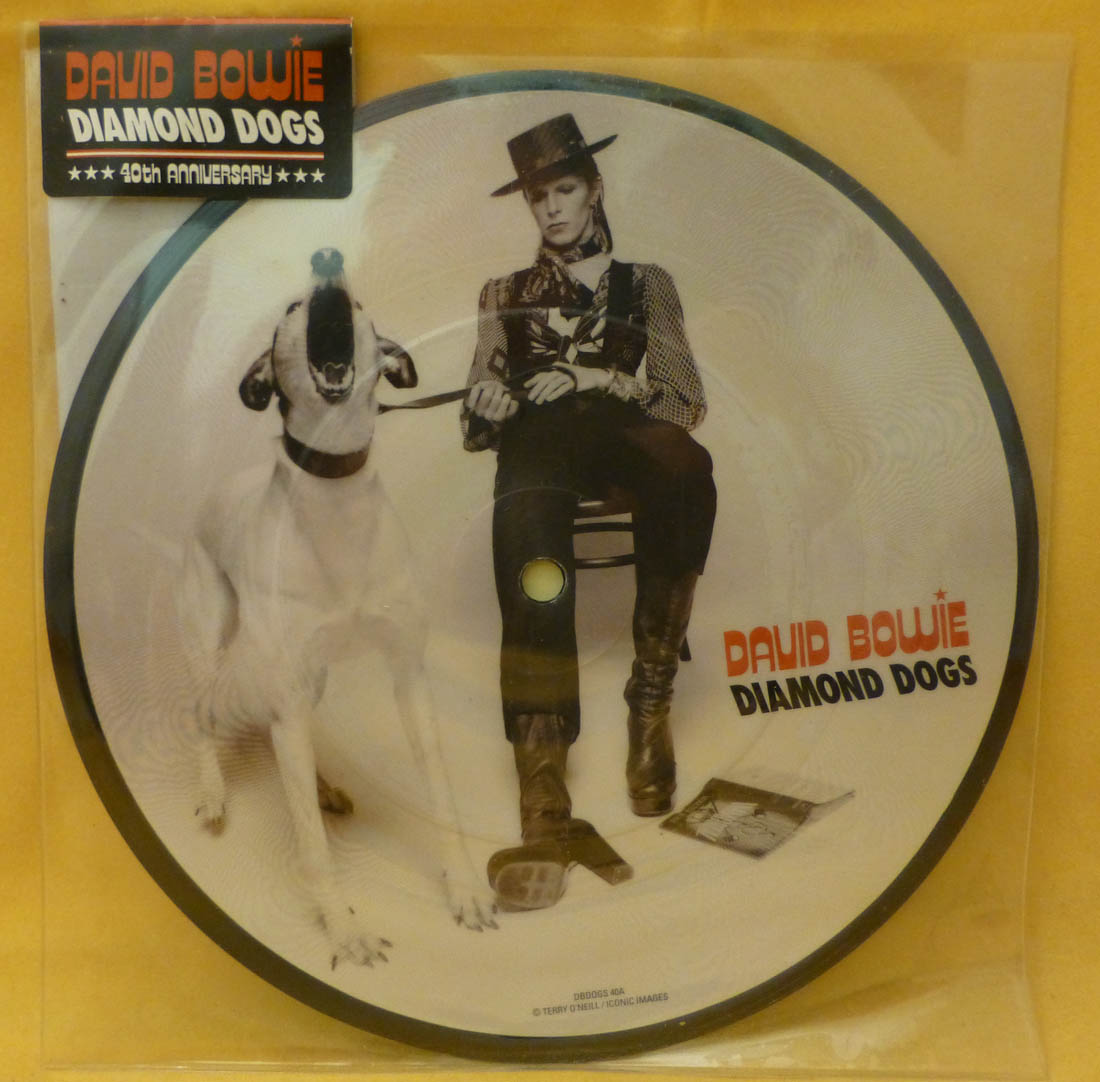 DAVID BOWIE
DIAMOND DOGS
★★★ 40th ANNIVERSARY ★★★
DAVID BOWIE
DIAMOND DOGS
DBDOGS 40A
© TERRY O'NEILL / ICONIC IMAGES